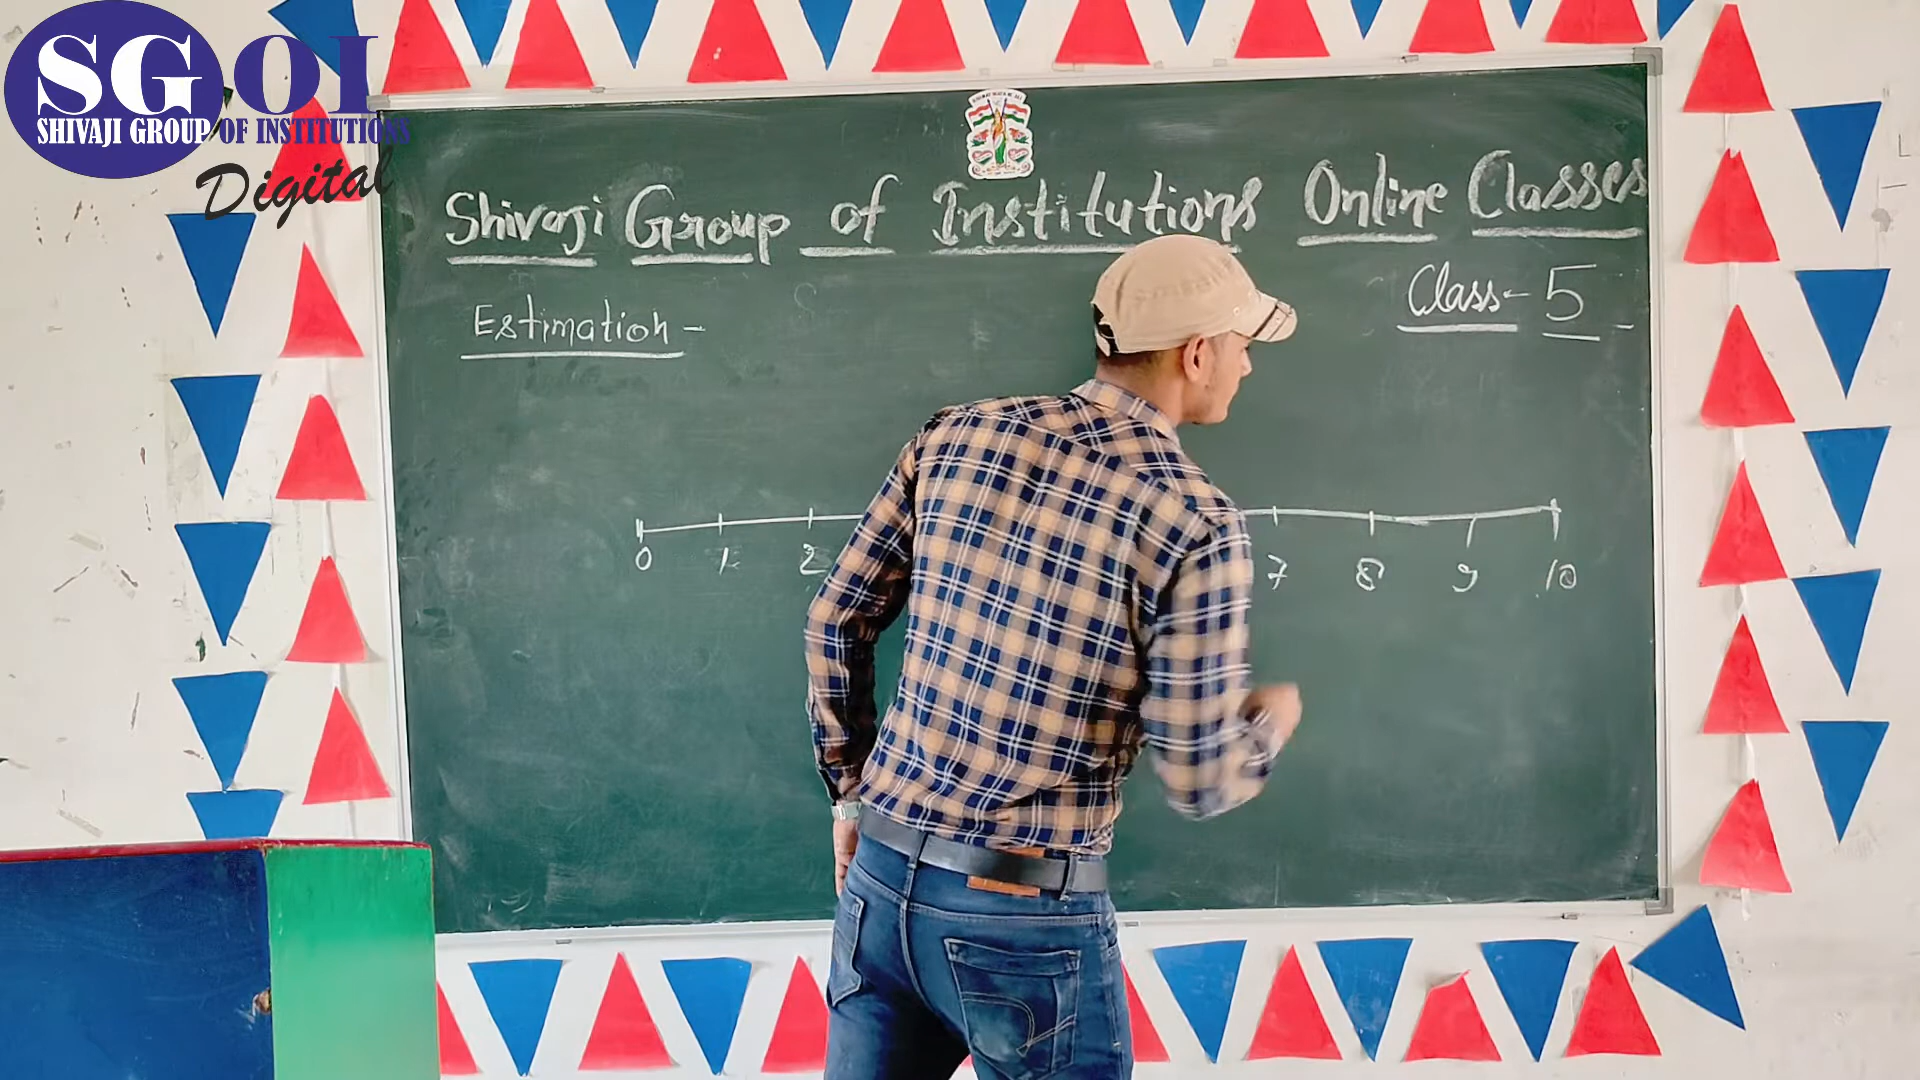 SGOI
SHIVAJI GROUP OF INSTITUTIONS
Digital
Shivaji Group of Institutions Online Classes
Class - 5
Estimation -
0 1 2 7 8 9 10